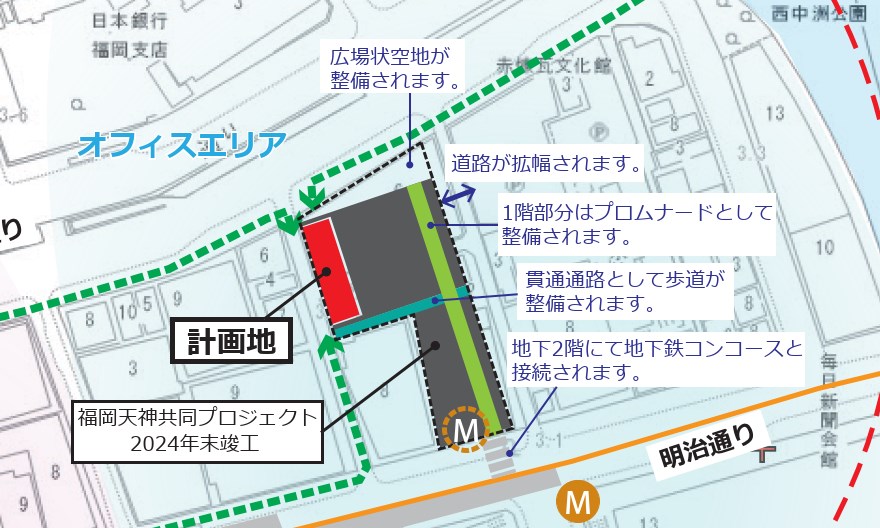 日本銀行
福岡支店
西中洲公園
広場状空地が
整備されます。
赤煉瓦文化館
3
2
13
8
3
3.3
3-6
オフィスエリア
P
道路が拡幅されます。
1階部分はプロムナードとして
整備されます。
り
6
4
10
貫通通路として歩道が
整備されます。
8
10
5
9
計画地
地下2階にて地下鉄コンコースと
接続されます。
3
9
8
毎日新聞会館
福岡天神共同プロジェクト
2024年末竣工
M
3-1
明治通り
9
8
M